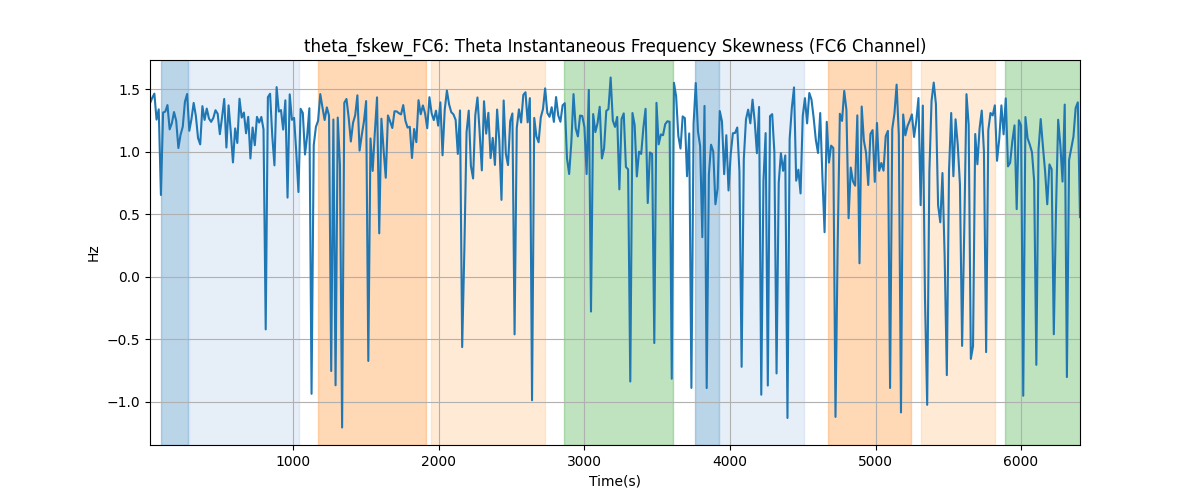 theta_fskew_FC6: Theta Instantaneous Frequency Skewness (FC6 Channel)
1.5
1.0
0.5
0.0
−0.5
−1.0
Hz
1000 2000 3000 4000 5000 6000
Time(s)